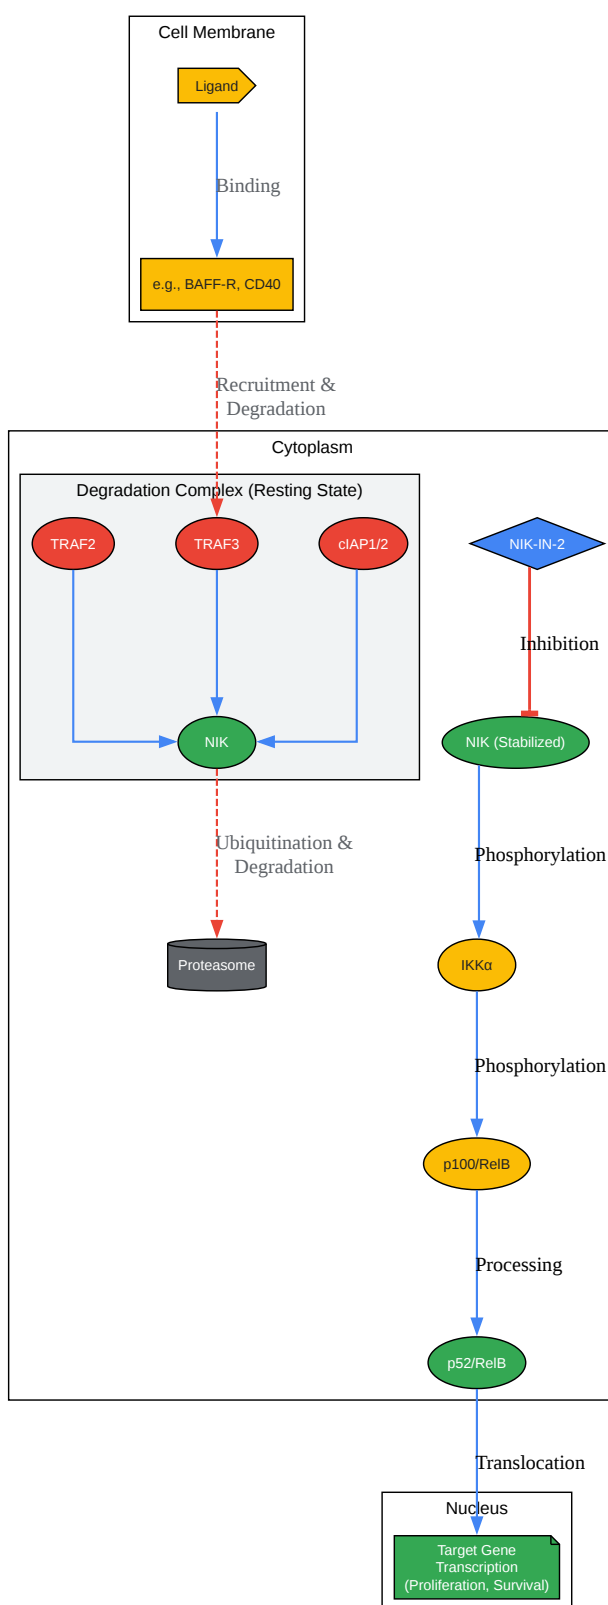 Cell Membrane
Ligand
Binding
e.g., BAFF-R, CD40
Recruitment &
Degradation
Cytoplasm
Degradation Complex (Resting State)
TRAF2
TRAF3
cIAP1/2
NIK-IN-2
Inhibition
NIK
NIK (Stabilized)
Ubiquitination &
Degradation
Phosphorylation
Proteasome
IKKα
Phosphorylation
p100/RelB
Processing
p52/RelB
Translocation
Nucleus
Target Gene
Transcription
(Proliferation, Survival)